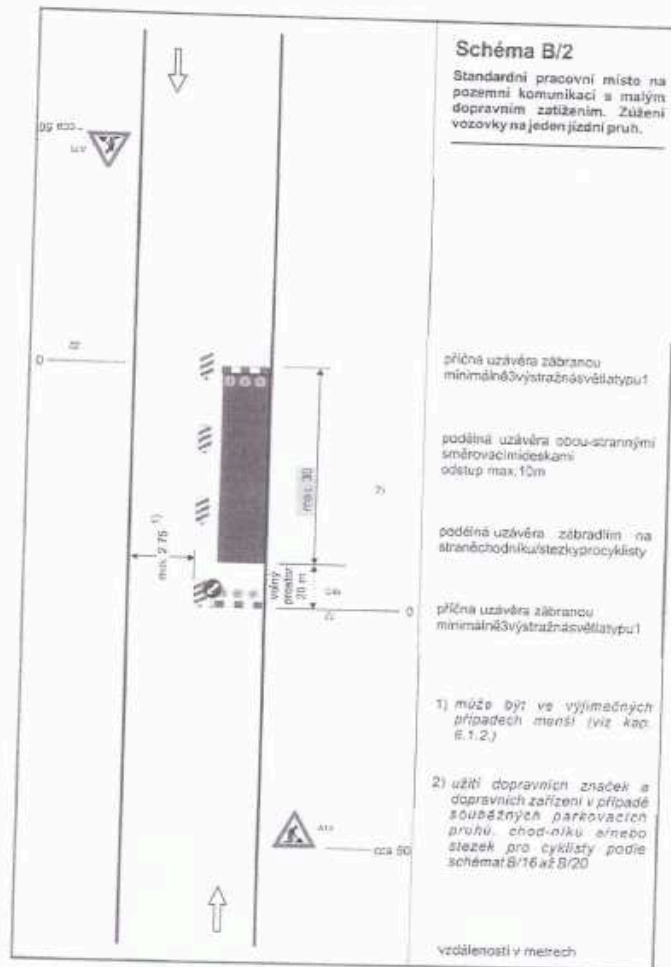 Schéma B/2
Standardní pracovní místo na
pozemní komunikaci s malým
dopravním zatížením. Zúžení
vozovky na jeden jízdní pruh.
cca 50
0
příčná uzávěra zábranou
minimálně3výstražnásvětlatypu1
podélná uzávěra obou-strannými
směrovacímideskami
odstup max.10m
max. 30
2)
podélná uzávěra zábradlím na
straněchodníku/stezkyprocyklisty
min. 2,75 1)
volný
prostor
20 m
0
příčná uzávěra zábranou
minimálně3výstražnásvětlatypu1
1) může být ve výjimečných
případech menší (viz kap.
6.1.2.)
2) užití dopravních značek a
dopravních zařízení v případě
souběžných parkovacích
pruhů, chod-níků a/nebo
stezek pro cyklisty podle
schémat B/16 až B/20
A15
cca 50
vzdálenosti v metrech